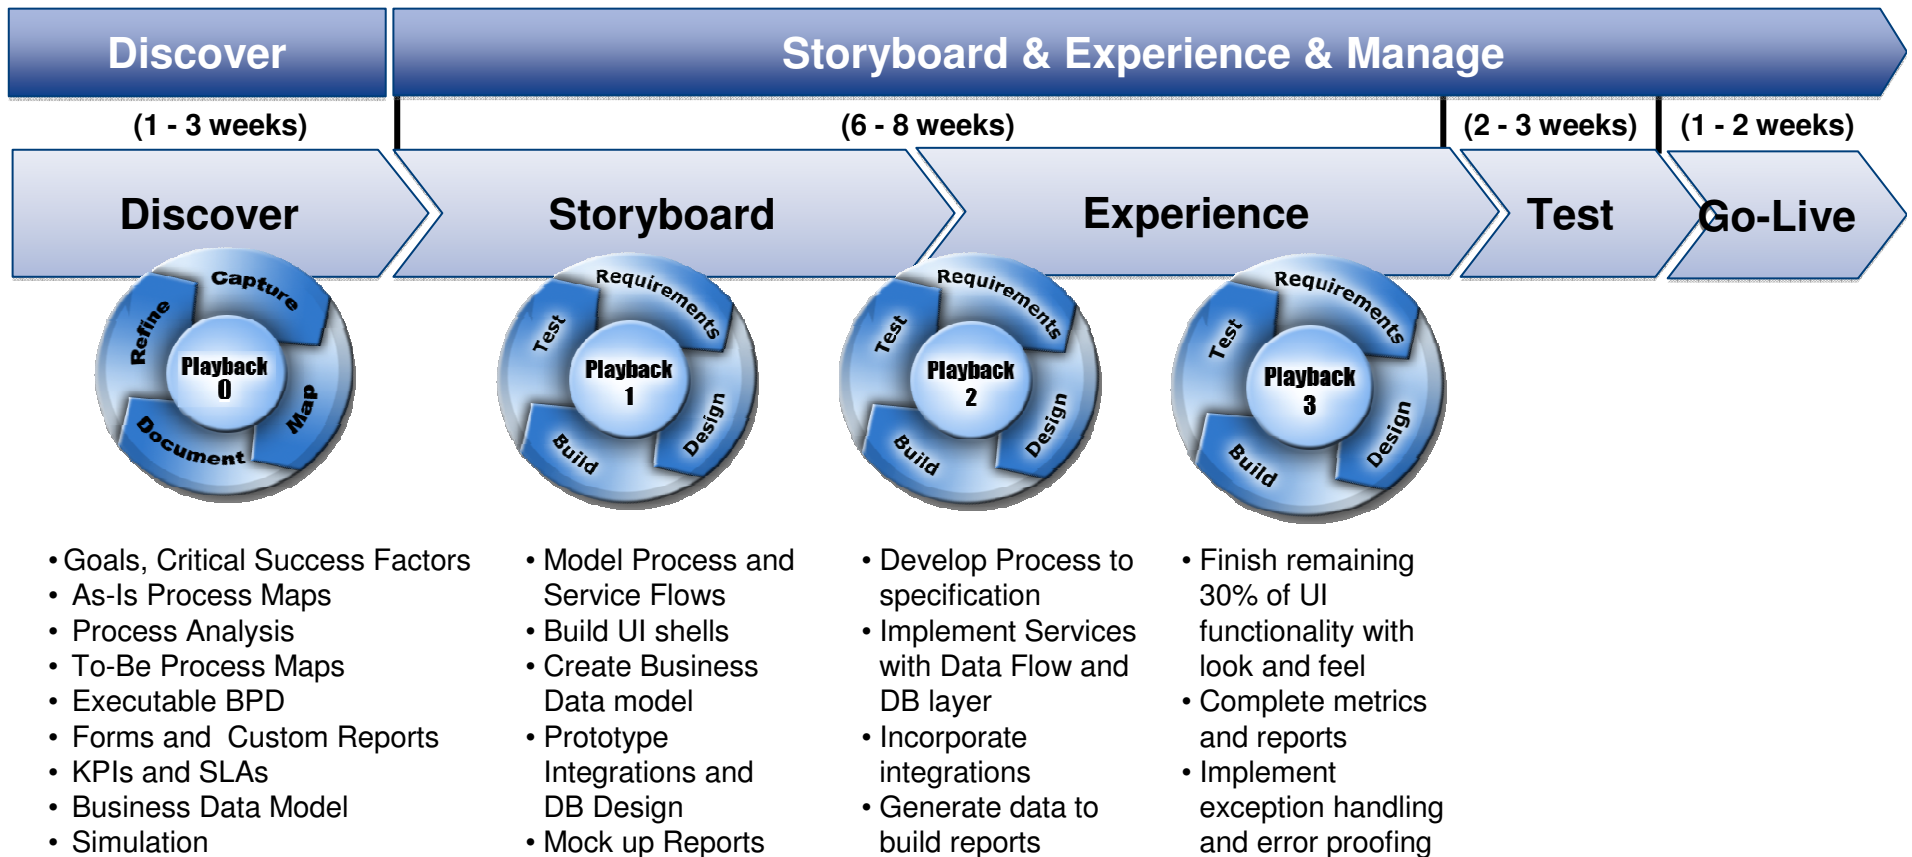 Discover
Storyboard & Experience & Manage
(1 - 3 weeks)
(6 - 8 weeks)
(2 - 3 weeks)
(1 - 2 weeks)
Discover
Storyboard
Experience
Test
Go-Live
Capture
Map
Document
Refine
Playback
0
Requirements
Design
Build
Test
Playback
1
Requirements
Design
Build
Test
Playback
2
Requirements
Design
Build
Test
Playback
3
• Goals, Critical Success Factors
• As-Is Process Maps
• Process Analysis
• To-Be Process Maps
• Executable BPD
• Forms and Custom Reports
• KPIs and SLAs
• Business Data Model
• Simulation
• Model Process and
Service Flows
• Build UI shells
• Create Business
Data model
• Prototype
Integrations and
DB Design
• Mock up Reports
• Develop Process to
specification
• Implement Services
with Data Flow and
DB layer
• Incorporate
integrations
• Generate data to
build reports
• Finish remaining
30% of UI
functionality with
look and feel
• Complete metrics
and reports
• Implement
exception handling
and error proofing